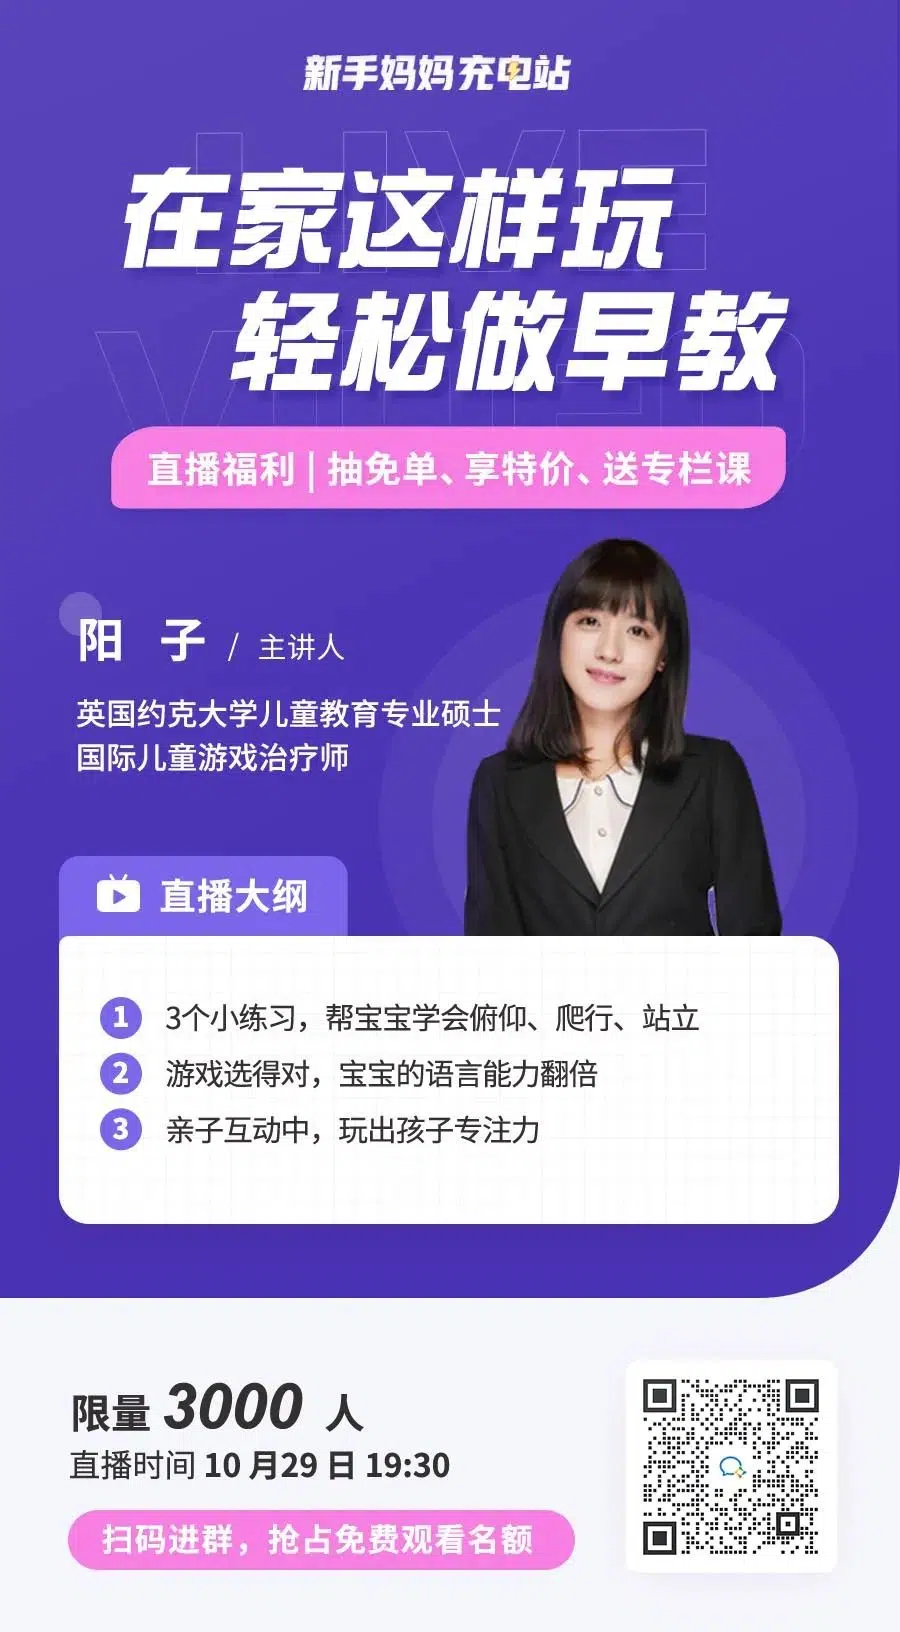 新手妈妈充电站
LIVE
在家这样玩
轻松做早教
直播福利 | 抽免单、享特价、送专栏课
阳 子 / 主讲人
英国约克大学儿童教育专业硕士
国际儿童游戏治疗师
直播大纲
1 3个小练习，帮宝宝学会俯仰、爬行、站立
2 游戏选得对，宝宝的语言能力翻倍
3 亲子互动中，玩出孩子专注力
限量 3000 人
直播时间 10 月29 日 19:30
扫码进群，抢占免费观看名额